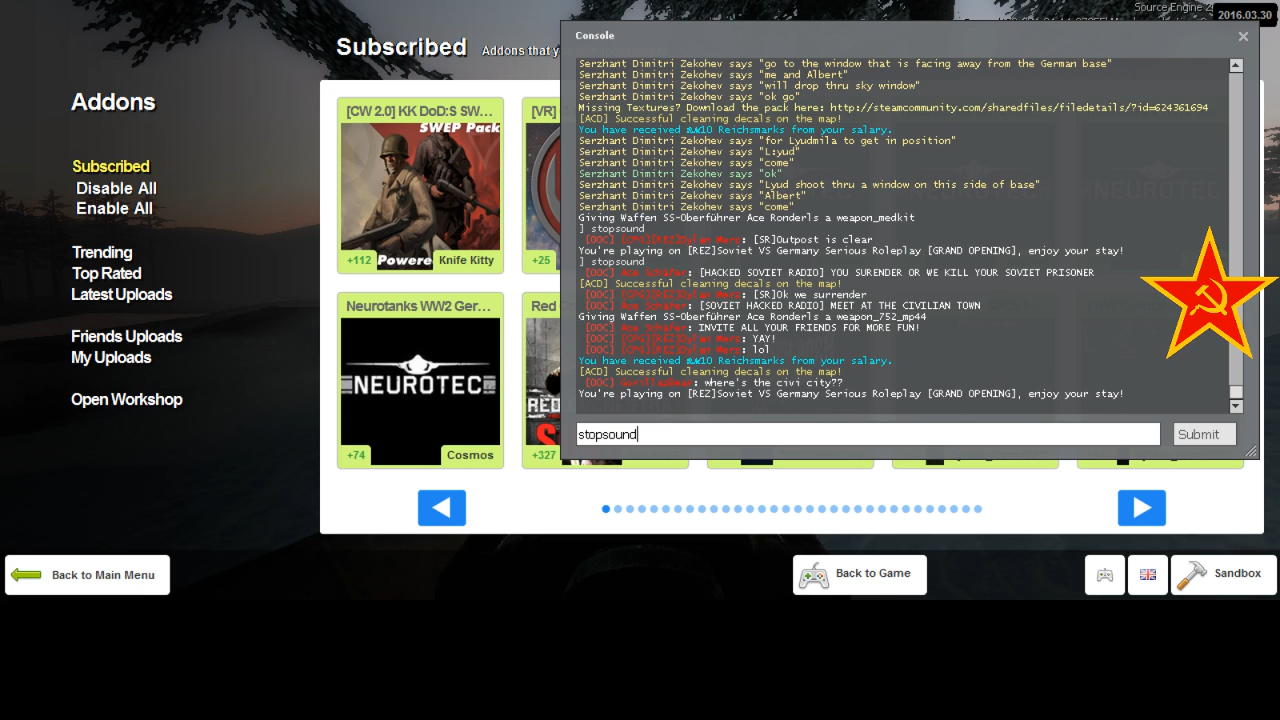 Source Engine 2
2016.03.30
Subscribed
Addons that y
Addons
Subscribed
Disable All
Enable All
Trending
Top Rated
Latest Uploads
Friends Uploads
My Uploads
Open Workshop
[CW 2.0] KK DoD:S SW...
SWEP Pack
+112
Powere
Knife Kitty
[VR]
+25
Neurotanks WW2 Ger...
NEUROTEC
+74
Cosmos
Red
+327
NEUROTEC
Console
Serzhant Dimitri Zekohev says "go to the window that is facing away from the German base"
Serzhant Dimitri Zekohev says "me and Albert"
Serzhant Dimitri Zekohev says "will drop thru sky window"
Serzhant Dimitri Zekohev says "ok go"
Missing Textures? Download the pack here: http://steamcommunity.com/sharedfiles/filedetails/?id=624361694
[ACD] Successful cleaning decals on the map!
You have received 10 Reichsmarks from your salary.
Serzhant Dimitri Zekohev says "for Lyudmila to get in position"
Serzhant Dimitri Zekohev says "L:yud"
Serzhant Dimitri Zekohev says "come"
Serzhant Dimitri Zekohev says "ok"
Serzhant Dimitri Zekohev says "Lyud shoot thru a window on this side of base"
Serzhant Dimitri Zekohev says "Albert"
Serzhant Dimitri Zekohev says "come"
Giving Waffen SS-Oberführer Ace Ronderls a weapon_medkit
] stopsound
[OOC] : [SR]Outpost is clear
You're playing on [REZ]Soviet VS Germany Serious Roleplay [GRAND OPENING], enjoy your stay!
] stopsound
[OOC] Ace Schäfer: [HACKED SOVIET RADIO] YOU SURENDER OR WE KILL YOUR SOVIET PRISONER
[ACD] Successful cleaning decals on the map!
[OOC] : [SR]Ok we surrender
[OOC] Ace Schäfer: [SOVIET HACKED RADIO] MEET AT THE CIVILIAN TOWN
Giving Waffen SS-Oberführer Ace Ronderls a weapon_752_mp44
[OOC] Ace Schäfer: INVITE ALL YOUR FRIENDS FOR MORE FUN!
[OOC] : YAY!
[OOC] : lol
You have received 10 Reichsmarks from your salary.
[ACD] Successful cleaning decals on the map!
[OOC] : where's the civi city??
You're playing on [REZ]Soviet VS Germany Serious Roleplay [GRAND OPENING], enjoy your stay!
stopsound
Submit
Back to Main Menu
Back to Game
Sandbox